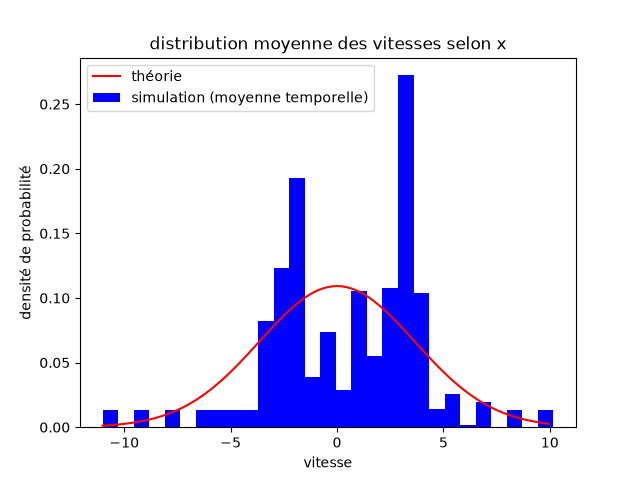 distribution moyenne des vitesses selon x
théorie
simulation (moyenne temporelle)
densité de probabilité
0.25
0.20
0.15
0.10
0.05
0.00
−10
−5
0
5
10
vitesse